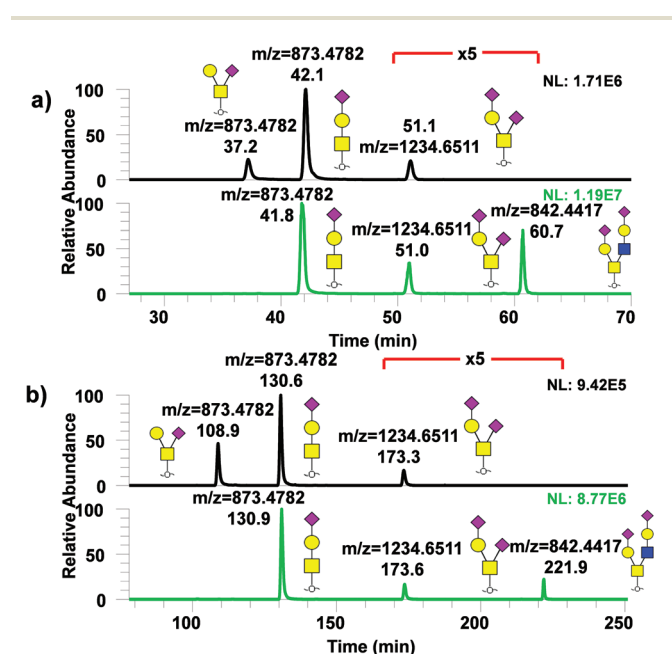 a)
x5
NL: 1.71E6
m/z=873.4782
42.1
m/z=873.4782
37.2
51.1
m/z=1234.6511
100
50
0
NL: 1.19E7
m/z=873.4782
41.8
m/z=1234.6511
51.0
m/z=842.4417
60.7
100
50
0
Relative Abundance
30 40 50 60 70
Time (min)
b)
x5
NL: 9.42E5
m/z=873.4782
130.6
m/z=873.4782
108.9
m/z=1234.6511
173.3
100
50
0
NL: 8.77E6
m/z=873.4782
130.9
m/z=1234.6511
173.6
m/z=842.4417
221.9
100
50
0
Relative Abundance
100 150 200 250
Time (min)